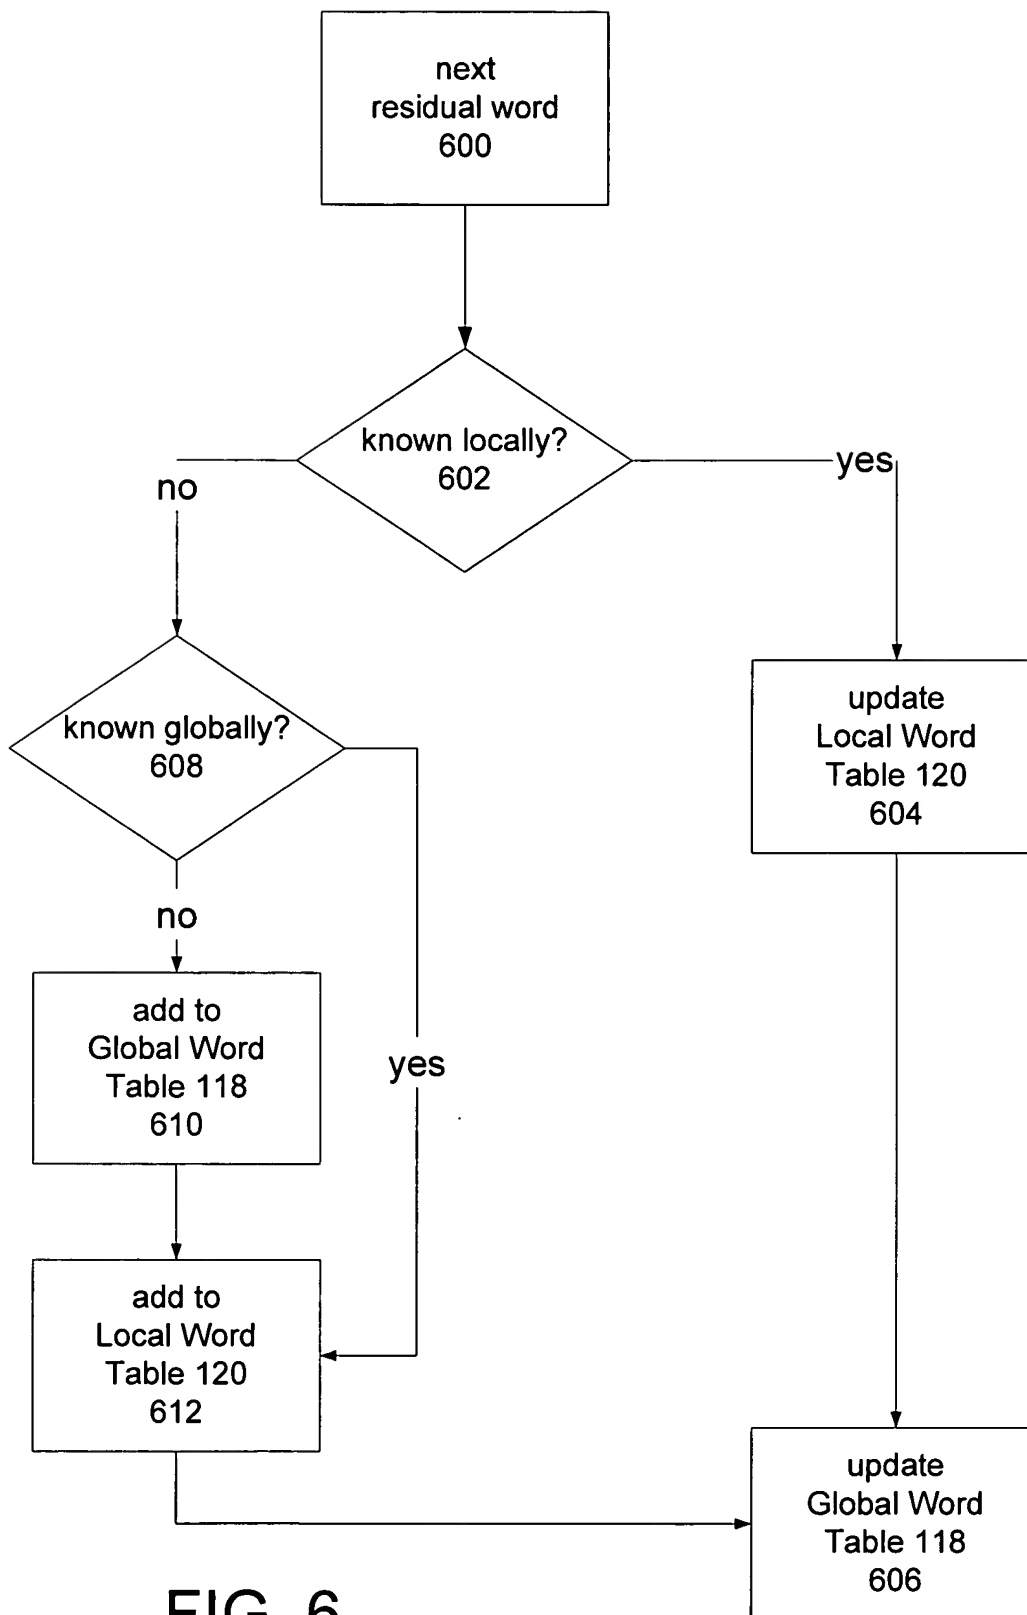 next
residual word
600
known locally?
602
no
yes
known globally?
608
update
Local Word
Table 120
604
no
add to
Global Word
Table 118
610
yes
add to
Local Word
Table 120
612
update
Global Word
Table 118
606
FIG. 6